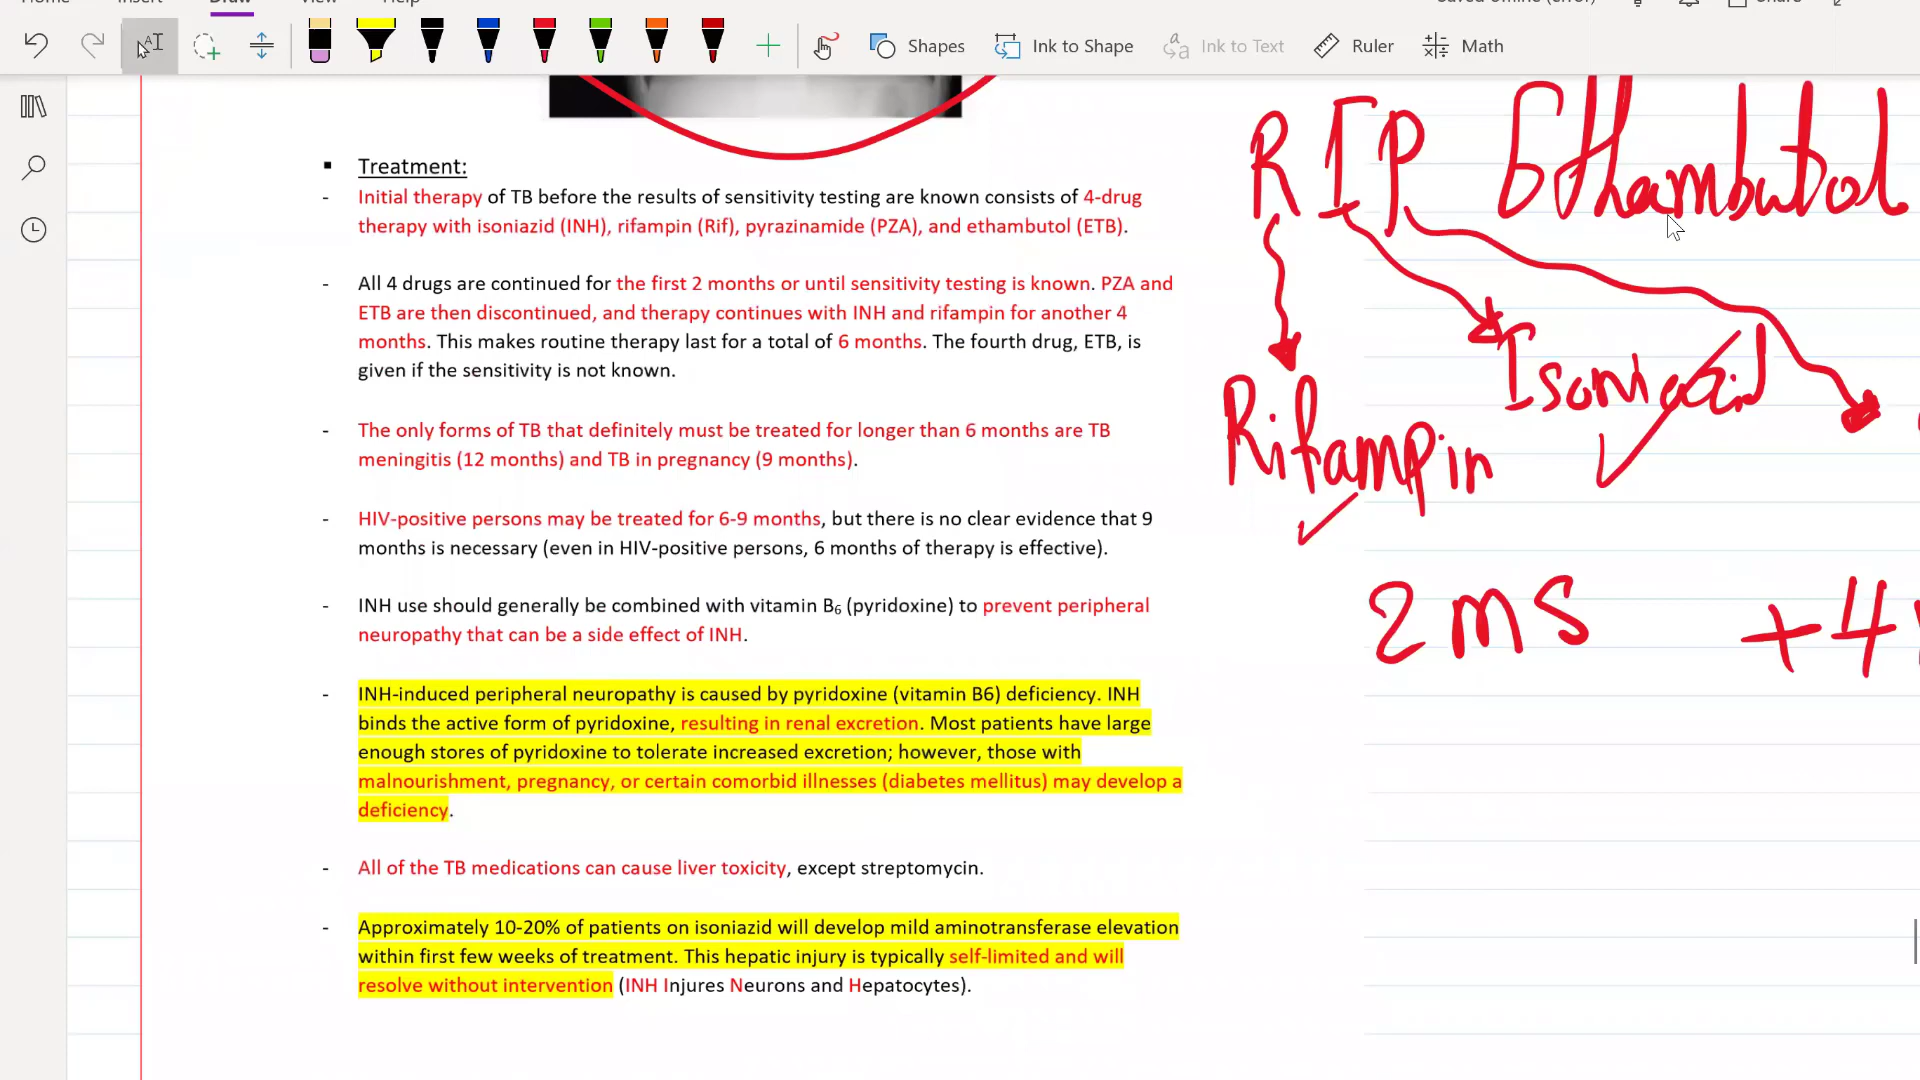 Home Insert Draw View Help Saved online (error) Share
Shapes Ink to Shape Ink to Text Ruler Math
Treatment:
- Initial therapy of TB before the results of sensitivity testing are known consists of 4-drug
therapy with isoniazid (INH), rifampin (Rif), pyrazinamide (PZA), and ethambutol (ETB).
- All 4 drugs are continued for the first 2 months or until sensitivity testing is known. PZA and
ETB are then discontinued, and therapy continues with INH and rifampin for another 4
months. This makes routine therapy last for a total of 6 months. The fourth drug, ETB, is
given if the sensitivity is not known.
- The only forms of TB that definitely must be treated for longer than 6 months are TB
meningitis (12 months) and TB in pregnancy (9 months).
- HIV-positive persons may be treated for 6-9 months, but there is no clear evidence that 9
months is necessary (even in HIV-positive persons, 6 months of therapy is effective).
- INH use should generally be combined with vitamin B6 (pyridoxine) to prevent peripheral
neuropathy that can be a side effect of INH.
- INH-induced peripheral neuropathy is caused by pyridoxine (vitamin B6) deficiency. INH
binds the active form of pyridoxine, resulting in renal excretion. Most patients have large
enough stores of pyridoxine to tolerate increased excretion; however, those with
malnourishment, pregnancy, or certain comorbid illnesses (diabetes mellitus) may develop a
deficiency.
- All of the TB medications can cause liver toxicity, except streptomycin.
- Approximately 10-20% of patients on isoniazid will develop mild aminotransferase elevation
within first few weeks of treatment. This hepatic injury is typically self-limited and will
resolve without intervention (INH Injures Neurons and Hepatocytes).
RIP Ethambutol
Isoniazid
Rifampin
2 ms +4